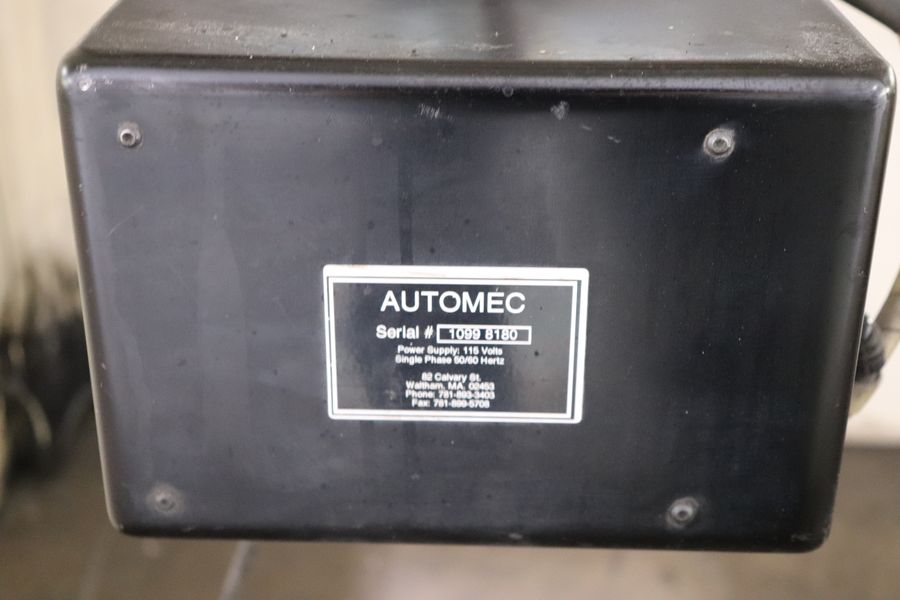 AUTOMEC
Serial # 1099 8180
Power Supply: 115 Volts
Single Phase 50/60 Hertz
82 Calvary St.
Waltham, MA. 02453
Phone: 781-893-3403
Fax: 781-899-5708